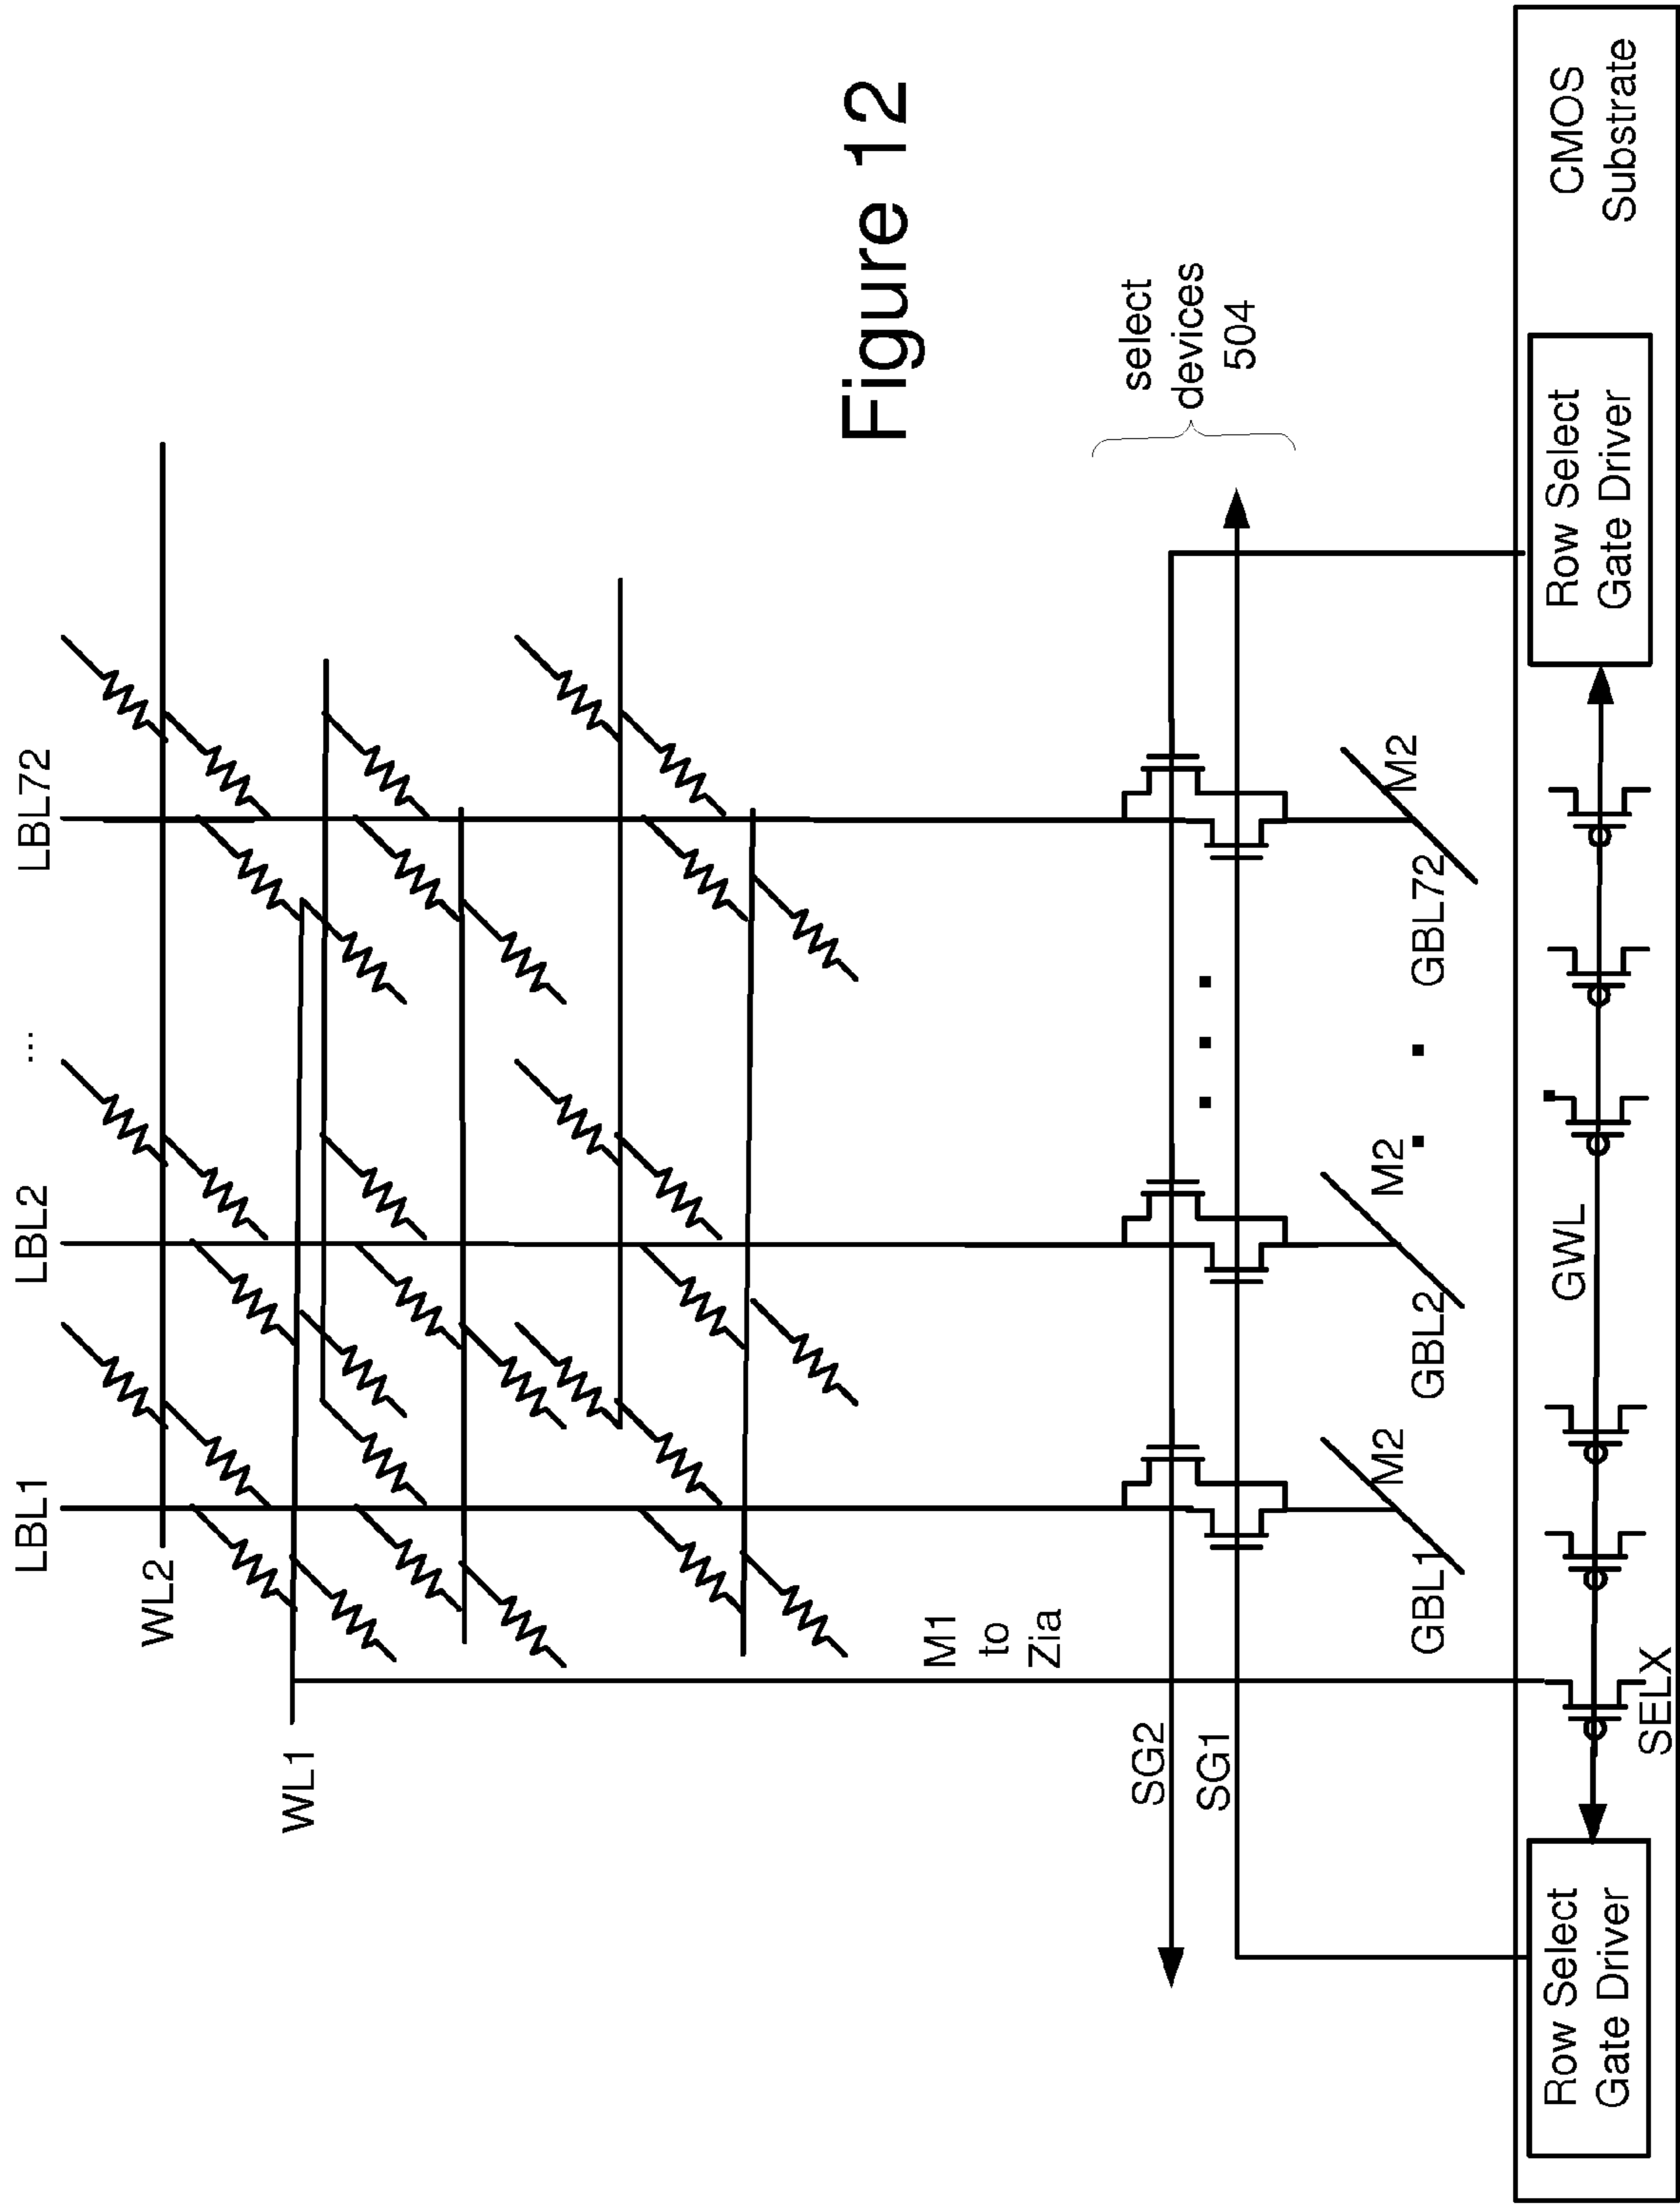 LBL1
LBL2
...
LBL72
WL2
WL1
Figure 12
M1
to
Zia
SG2
SG1
select
devices
504
M2
M2
M2
GBL1
GBL2
GBL72
Row Select
Gate Driver
SELX
GWL
Row Select
Gate Driver
CMOS
Substrate